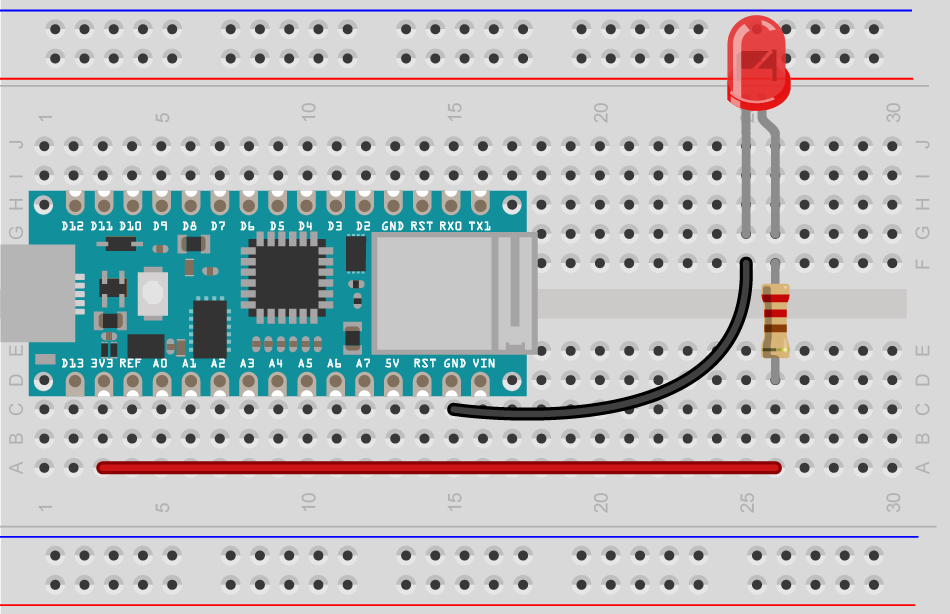 1 5 10 15 20 25 30
J J
I I
H H
D12 D11 D10 D9 D8 D7 D6 D5 D4 D3 D2 GND RST RX0 TX1
G G
F F
E E
D13 3V3 REF A0 A1 A2 A3 A4 A5 A6 A7 5V RST GND VIN
D D
C C
B B
A A
1 5 10 15 20 25 30